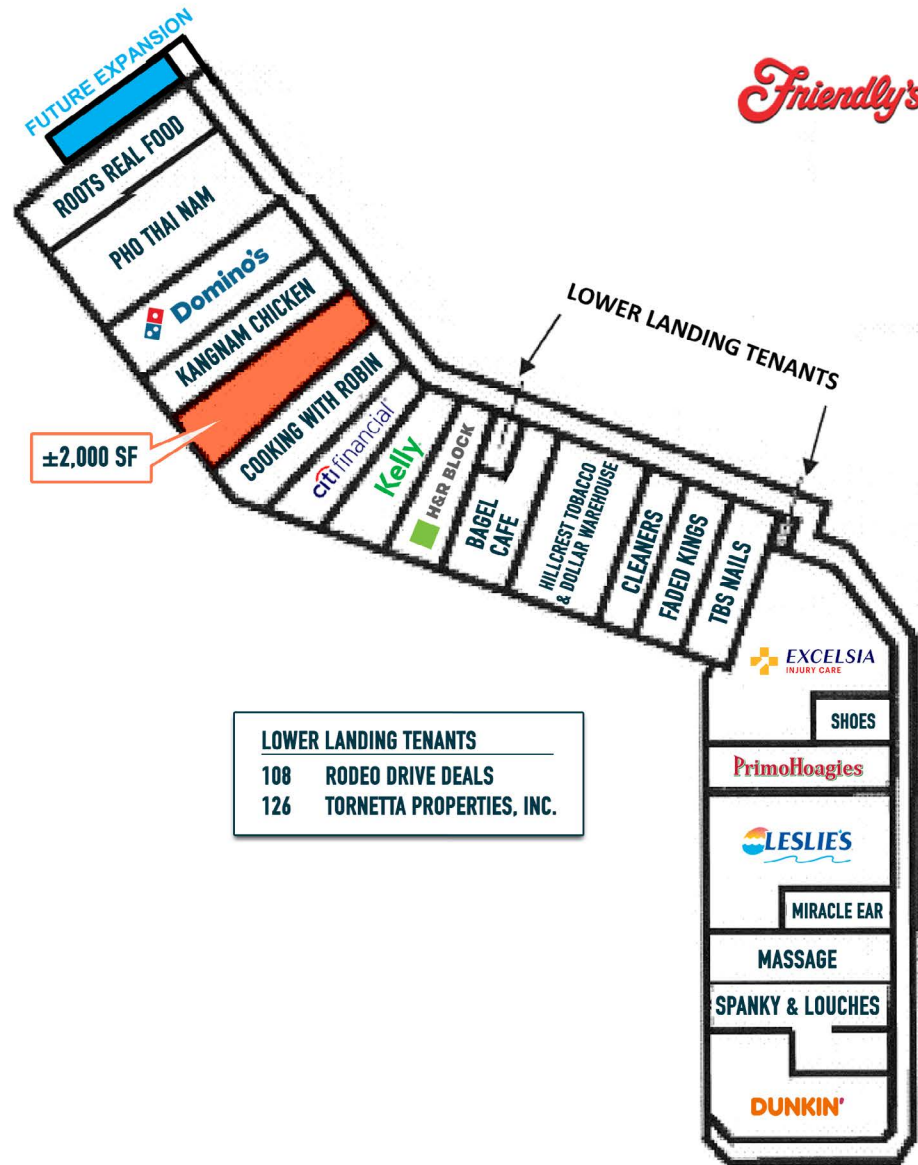 FUTURE EXPANSION
Friendly's
ROOTS REAL FOOD
PHO THAI NAM
Domino's
KANGNAM CHICKEN
±2,000 SF
COOKING WITH ROBIN
citifinancial
Kelly
H&R BLOCK
BAGEL
CAFE
LOWER LANDING TENANTS
HILLCREST TOBACCO
& DOLLAR WAREHOUSE
CLEANERS
FADED KINGS
TBS NAILS
EXCELSIA
INJURY CARE
SHOES
PrimoHoagies
LESLIE'S
MIRACLE EAR
MASSAGE
SPANKY & LOUCHES
DUNKIN'
LOWER LANDING TENANTS
108 RODEO DRIVE DEALS
126 TORNETTA PROPERTIES, INC.